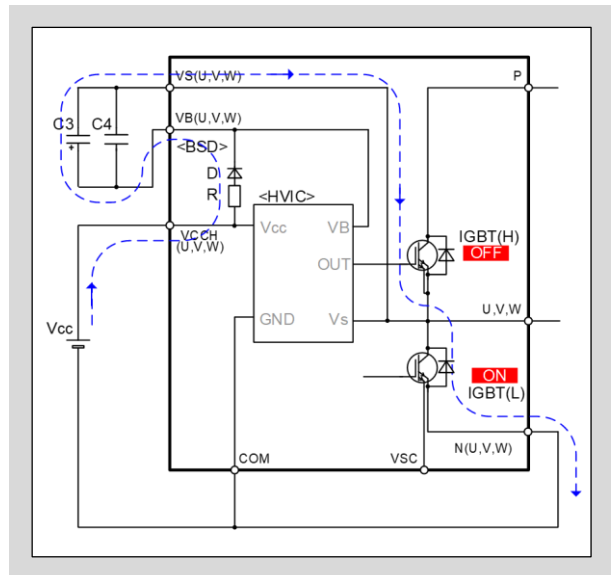 VS(U,V,W)
P
C3
C4
+
VB(U,V,W)
<BSD>
D
R
<HVIC>
Vcc
VB
VCCH
(U,V,W)
IGBT(H)
OFF
OUT
U,V,W
GND
Vs
Vcc
ON
IGBT(L)
N(U,V,W)
COM
VSC